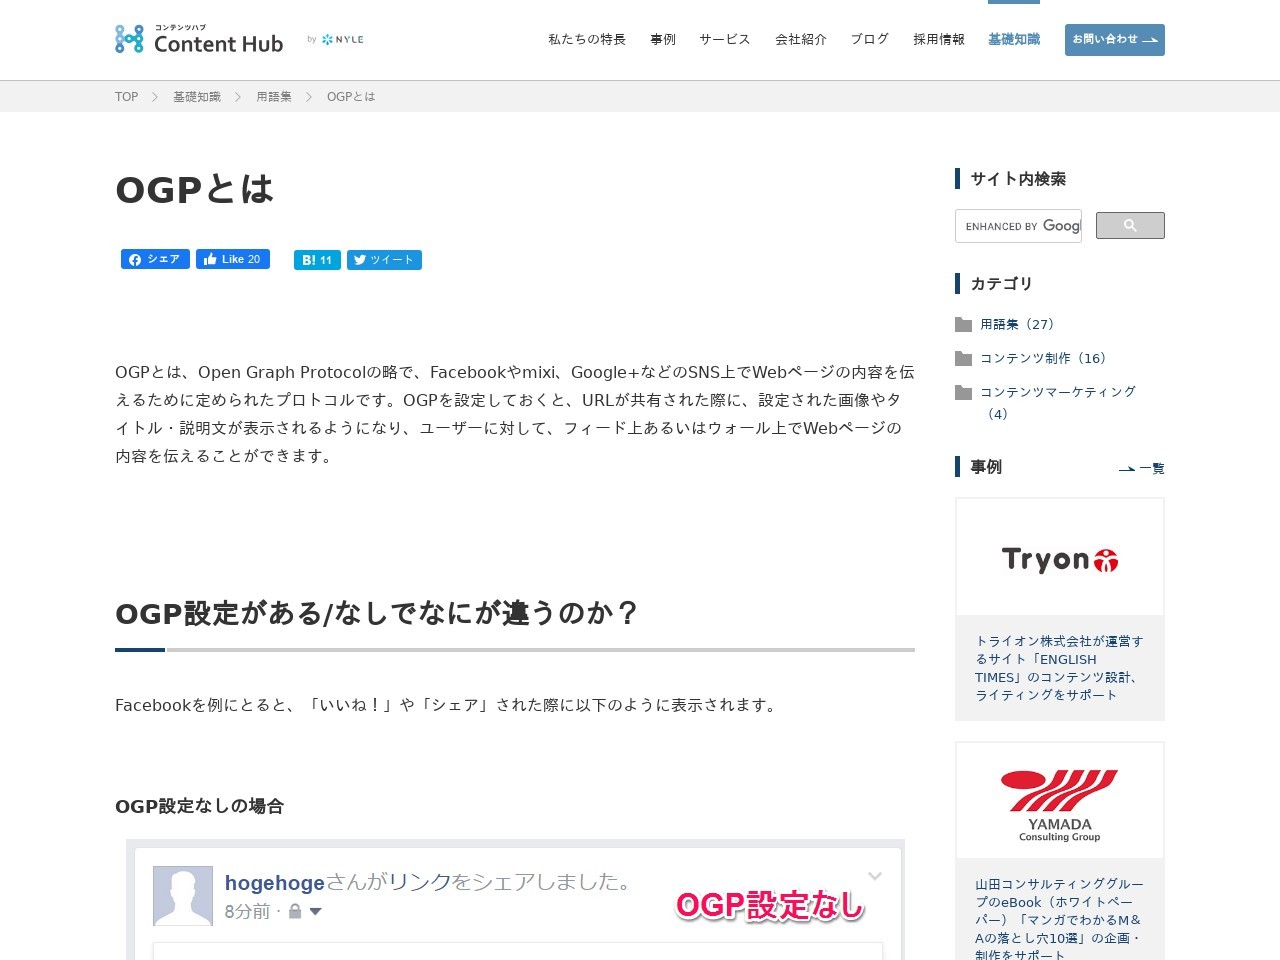 コンテンツハブ
Content Hub
by NYLE
私たちの特長 事例 サービス 会社紹介 ブログ 採用情報 基礎知識 お問い合わせ
TOP 基礎知識 用語集 OGPとは
OGPとは
シェア Like 20 B! 11 ツイート
OGPとは、Open Graph Protocolの略で、Facebookやmixi、Google+などのSNS上でWebページの内容を伝
えるために定められたプロトコルです。OGPを設定しておくと、URLが共有された際に、設定された画像やタ
イトル・説明文が表示されるようになり、ユーザーに対して、フィード上あるいはウォール上でWebページの
内容を伝えることができます。
OGP設定がある/なしでなにが違うのか？
Facebookを例にとると、「いいね！」や「シェア」された際に以下のように表示されます。
OGP設定なしの場合
hogehogeさんがリンクをシェアしました。
8分前 ·
OGP設定なし
サイト内検索
ENHANCED BY Googl
カテゴリ
用語集（27）
コンテンツ制作（16）
コンテンツマーケティング
（4）
事例 一覧
Tryon
トライオン株式会社が運営す
るサイト「ENGLISH
TIMES」のコンテンツ設計、
ライティングをサポート
YAMADA
Consulting Group
山田コンサルティンググルー
プのeBook（ホワイトペー
パー）「マンガでわかるM＆
Aの落とし穴10選」の企画・
制作をサポート